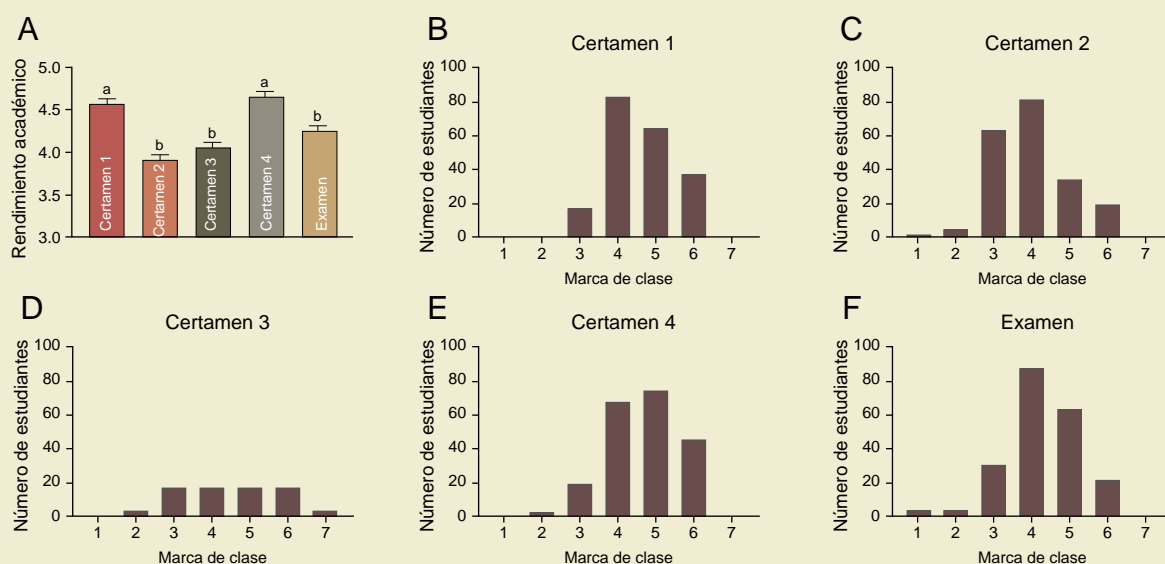 A
Rendimiento académico
5.0
4.5
4.0
3.5
3.0
a
b
b
a
b
Certamen 1
Certamen 2
Certamen 3
Certamen 4
Examen
B
Certamen 1
Número de estudiantes
100
80
60
40
20
0
1 2 3 4 5 6 7
Marca de clase
C
Certamen 2
Número de estudiantes
100
80
60
40
20
0
1 2 3 4 5 6 7
Marca de clase
D
Certamen 3
Número de estudiantes
100
80
60
40
20
0
1 2 3 4 5 6 7
Marca de clase
E
Certamen 4
Número de estudiantes
100
80
60
40
20
0
1 2 3 4 5 6 7
Marca de clase
F
Examen
Número de estudiantes
100
80
60
40
20
0
1 2 3 4 5 6 7
Marca de clase